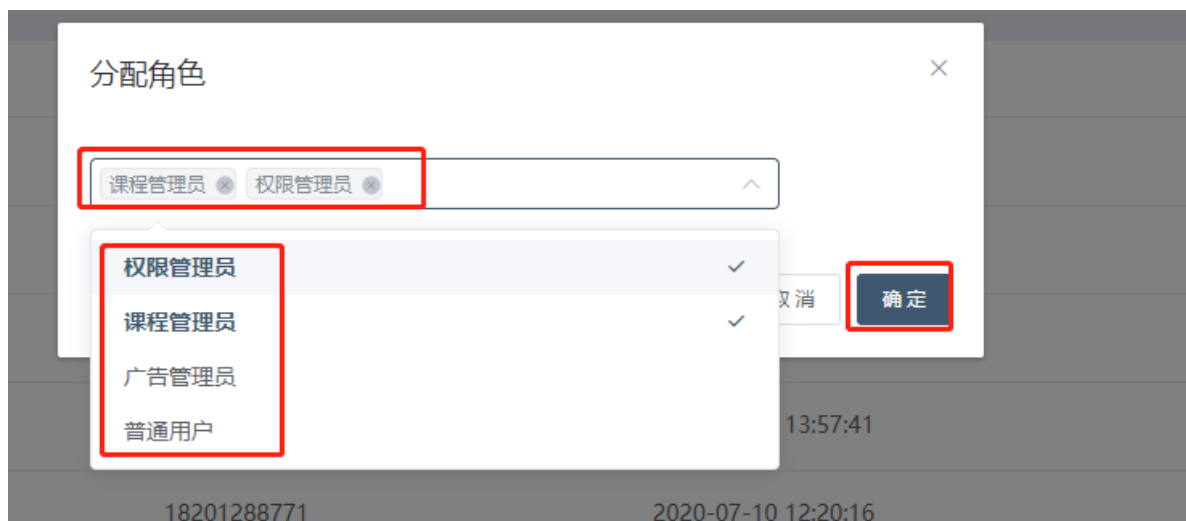 分配角色
课程管理员 权限管理员
权限管理员
课程管理员
取消 确定
广告管理员
普通用户
13:57:41
18201288771 2020-07-10 12:20:16